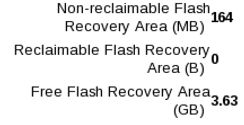 Non-reclaimable Flash
Recovery Area (MB) 164
Reclaimable Flash Recovery
Area (B) 0
Free Flash Recovery Area
(GB) 3.63